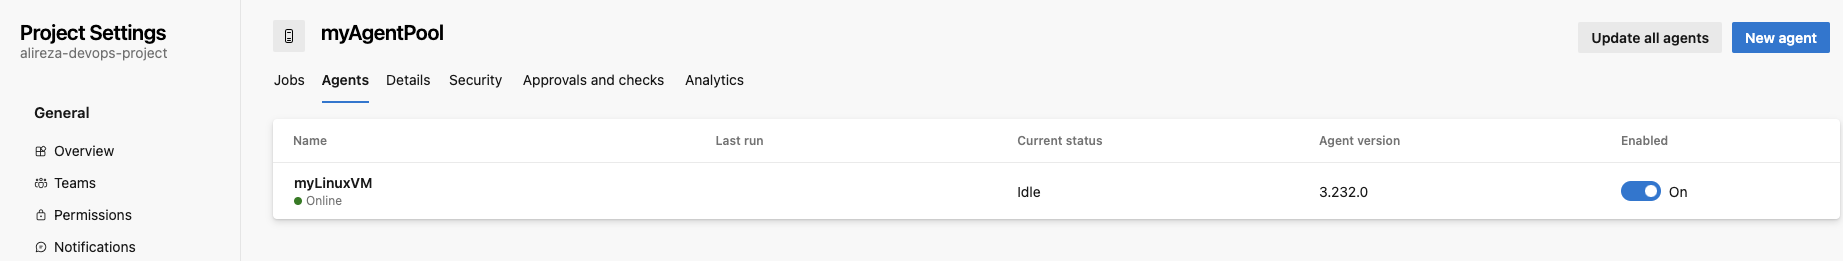 Project Settings
alireza-devops-project
General
Overview
Teams
Permissions
Notifications
myAgentPool
Update all agents
New agent
Jobs Agents Details Security Approvals and checks Analytics
Name Last run Current status Agent version Enabled
myLinuxVM
Online
Idle 3.232.0 On